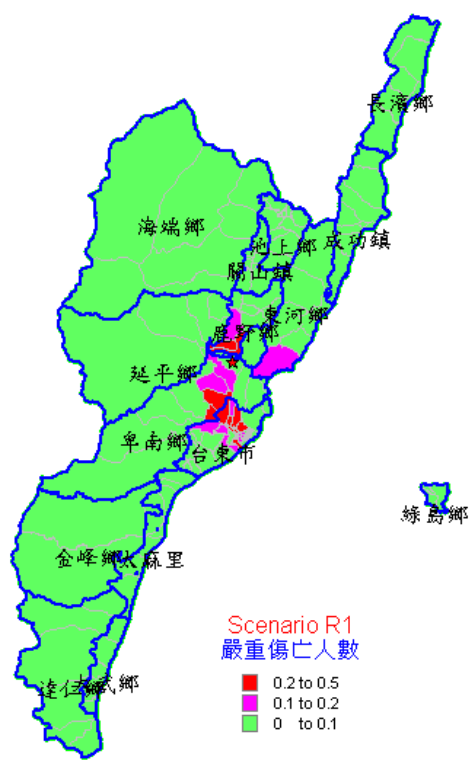 長濱鄉
海端鄉
池上鄉
成功鎮
關山鎮
東河鄉
鹿野鄉
延平鄉
卑南鄉
台東市
綠島鄉
金峰鄉
太麻里
達仁鄉
大武鄉
Scenario R1
嚴重傷亡人數
0.2 to 0.5
0.1 to 0.2
0 to 0.1